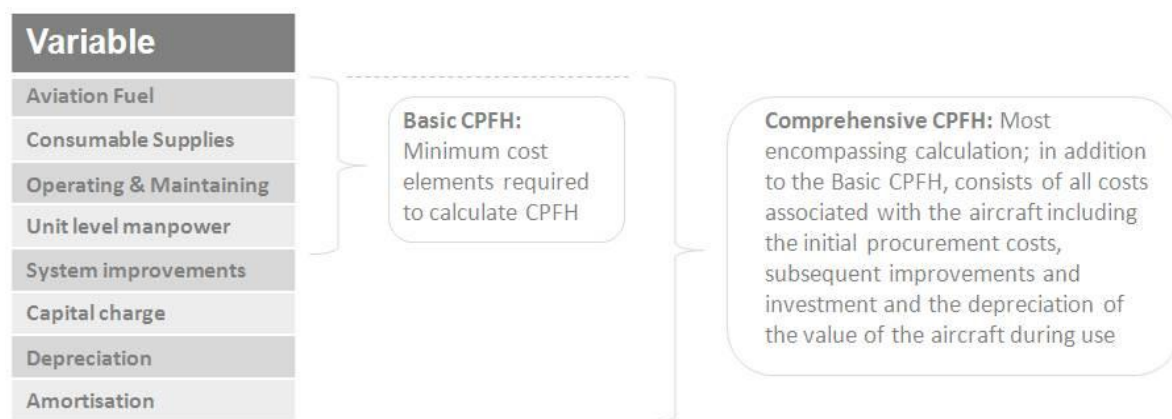 Variable
Aviation Fuel
Consumable Supplies
Operating & Maintaining
Unit level manpower
System improvements
Capital charge
Depreciation
Amortisation
Basic CPFH:
Minimum cost
elements required
to calculate CPFH
Comprehensive CPFH: Most
encompassing calculation; in addition
to the Basic CPFH, consists of all costs
associated with the aircraft including
the initial procurement costs,
subsequent improvements and
investment and the depreciation of
the value of the aircraft during use